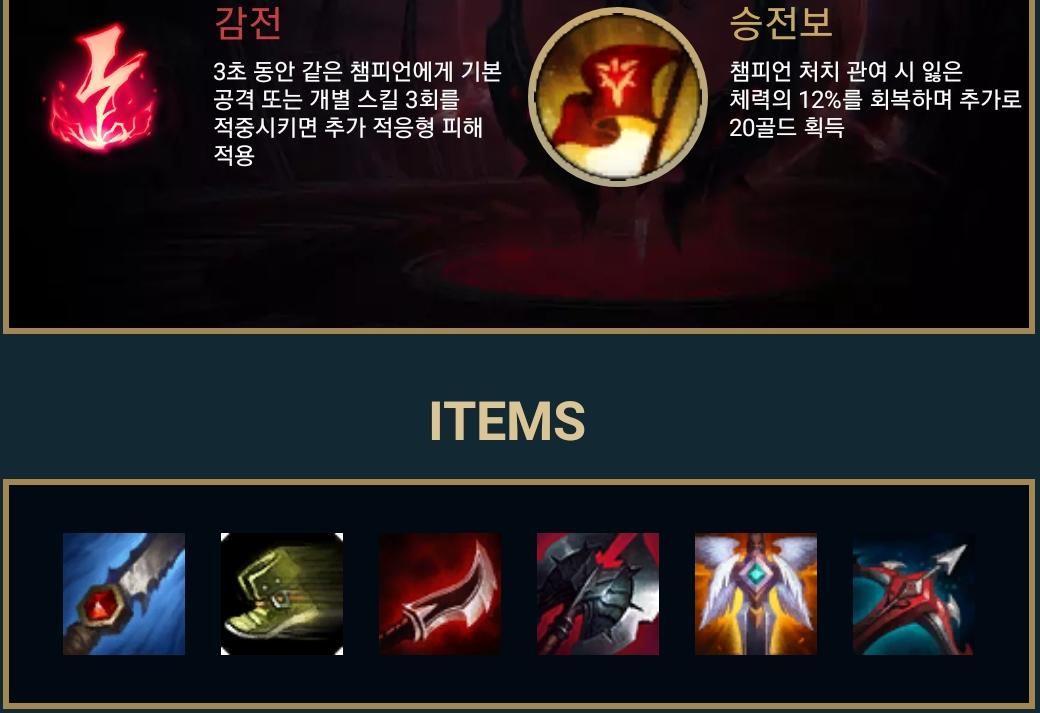 감전
3초 동안 같은 챔피언에게 기본
공격 또는 개별 스킬 3회를
적중시키면 추가 적응형 피해
적용
승전보
챔피언 처치 관여 시 잃은
체력의 12%를 회복하며 추가로
20골드 획득
ITEMS